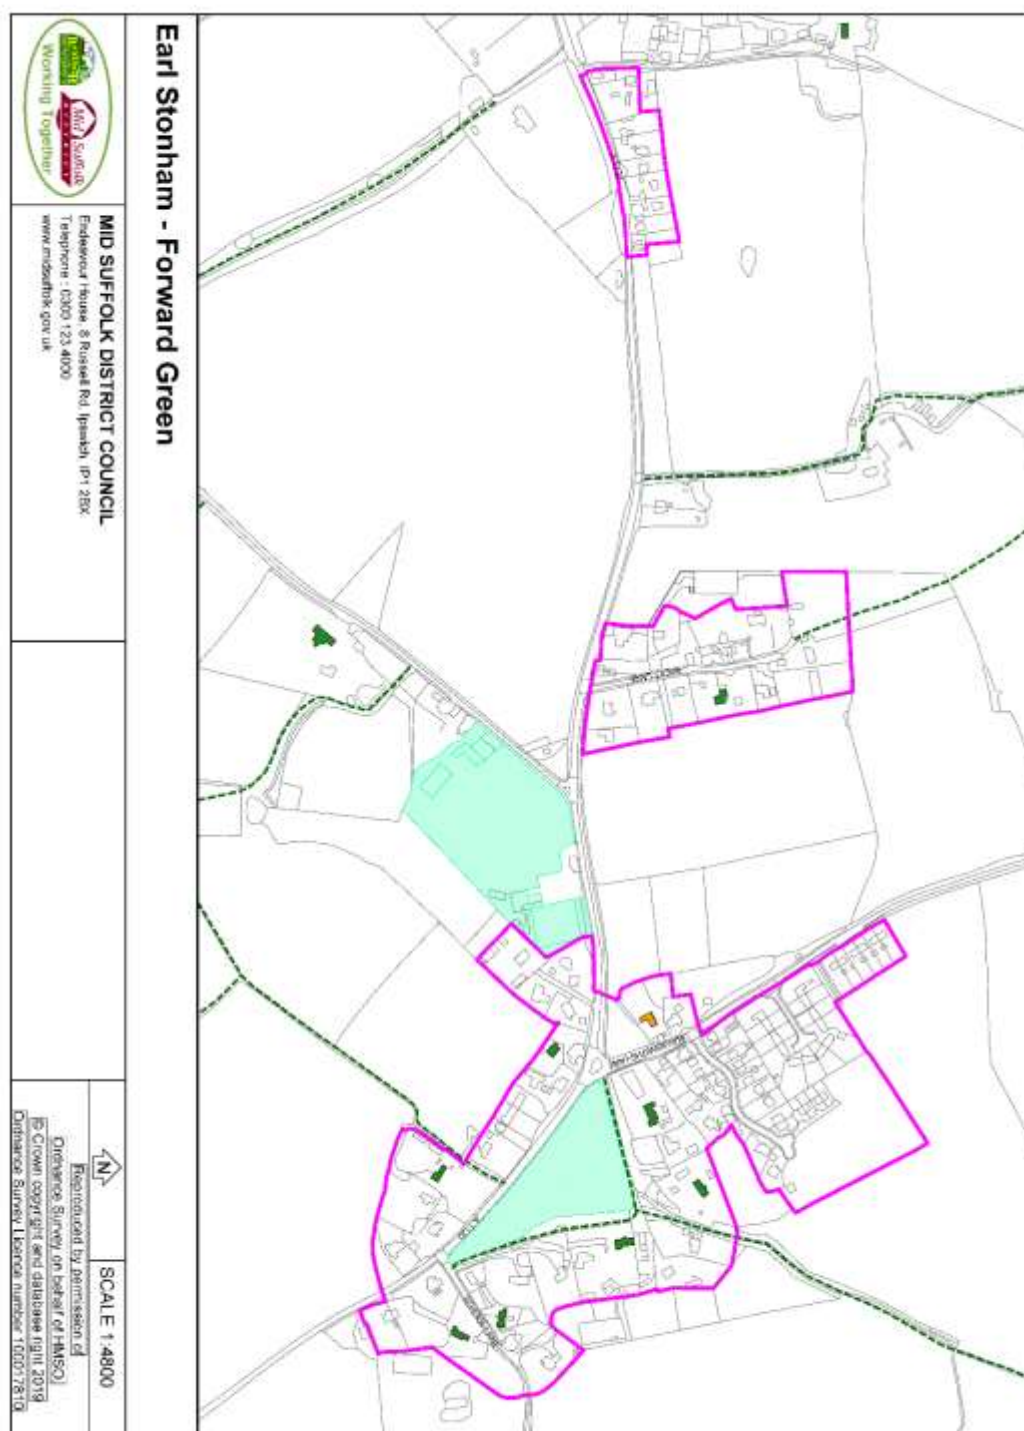 Earl Stonham - Forward Green
Mid Suffolk
DISTRICT
Working Together
MID SUFFOLK DISTRICT COUNCIL
Endeavour House, 8 Russell Rd, Ipswich, IP1 2BX.
Telephone : 0300 123 4000
www.midsuffolk.gov.uk
N
SCALE 1:4800
Reproduced by permission of
Ordnance Survey on behalf of HMSO.
© Crown copyright and database right 2019
Ordnance Survey Licence number 100017810